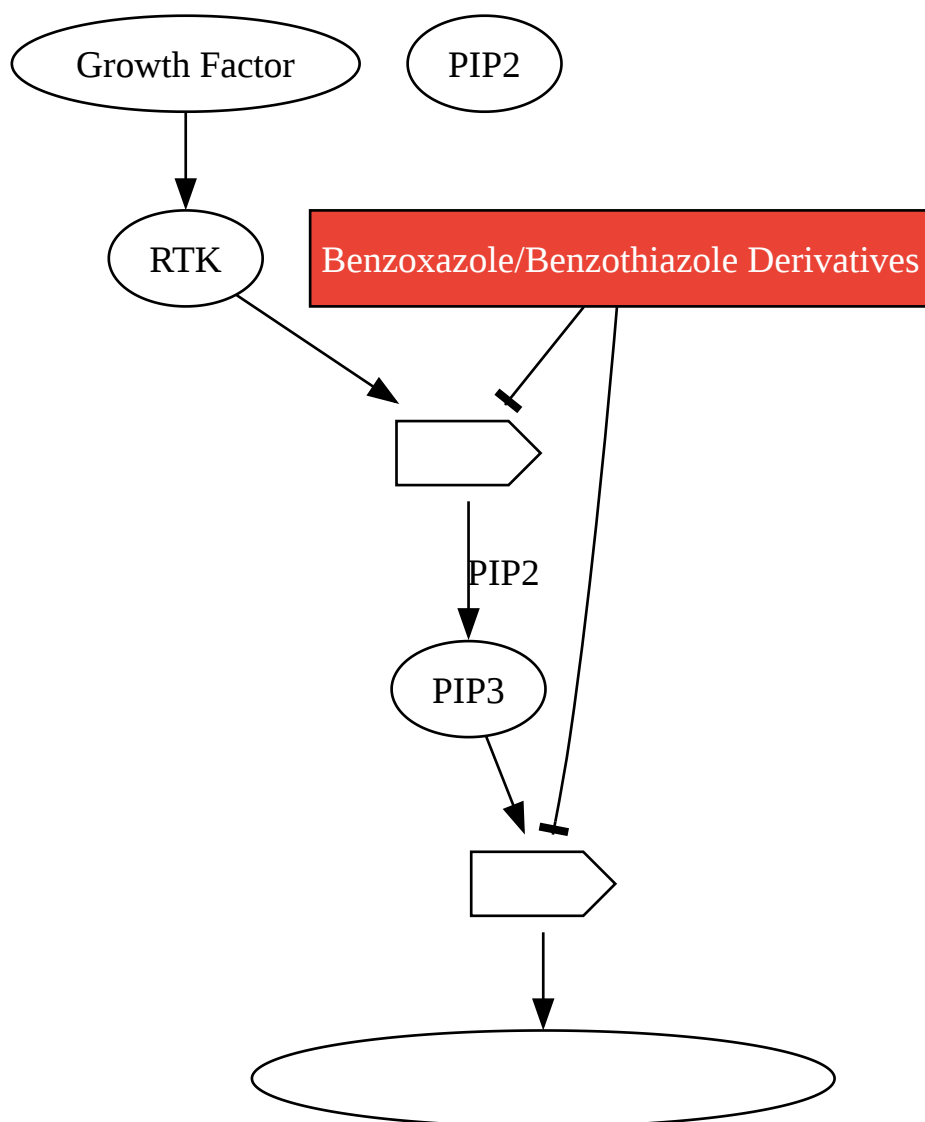 Growth Factor
PIP2
RTK
Benzoxazole/Benzothiazole Derivatives
PIP2
PIP3